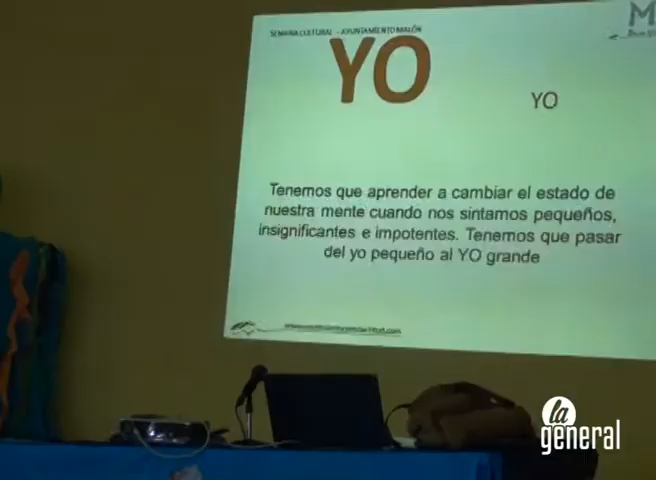 SEMANA CULTURAL - AYUNTAMIENTO MALÓN
YO
YO
Tenemos que aprender a cambiar el estado de
nuestra mente cuando nos sintamos pequeños,
insignificantes e impotentes. Tenemos que pasar
del yo pequeño al YO grande
la
general